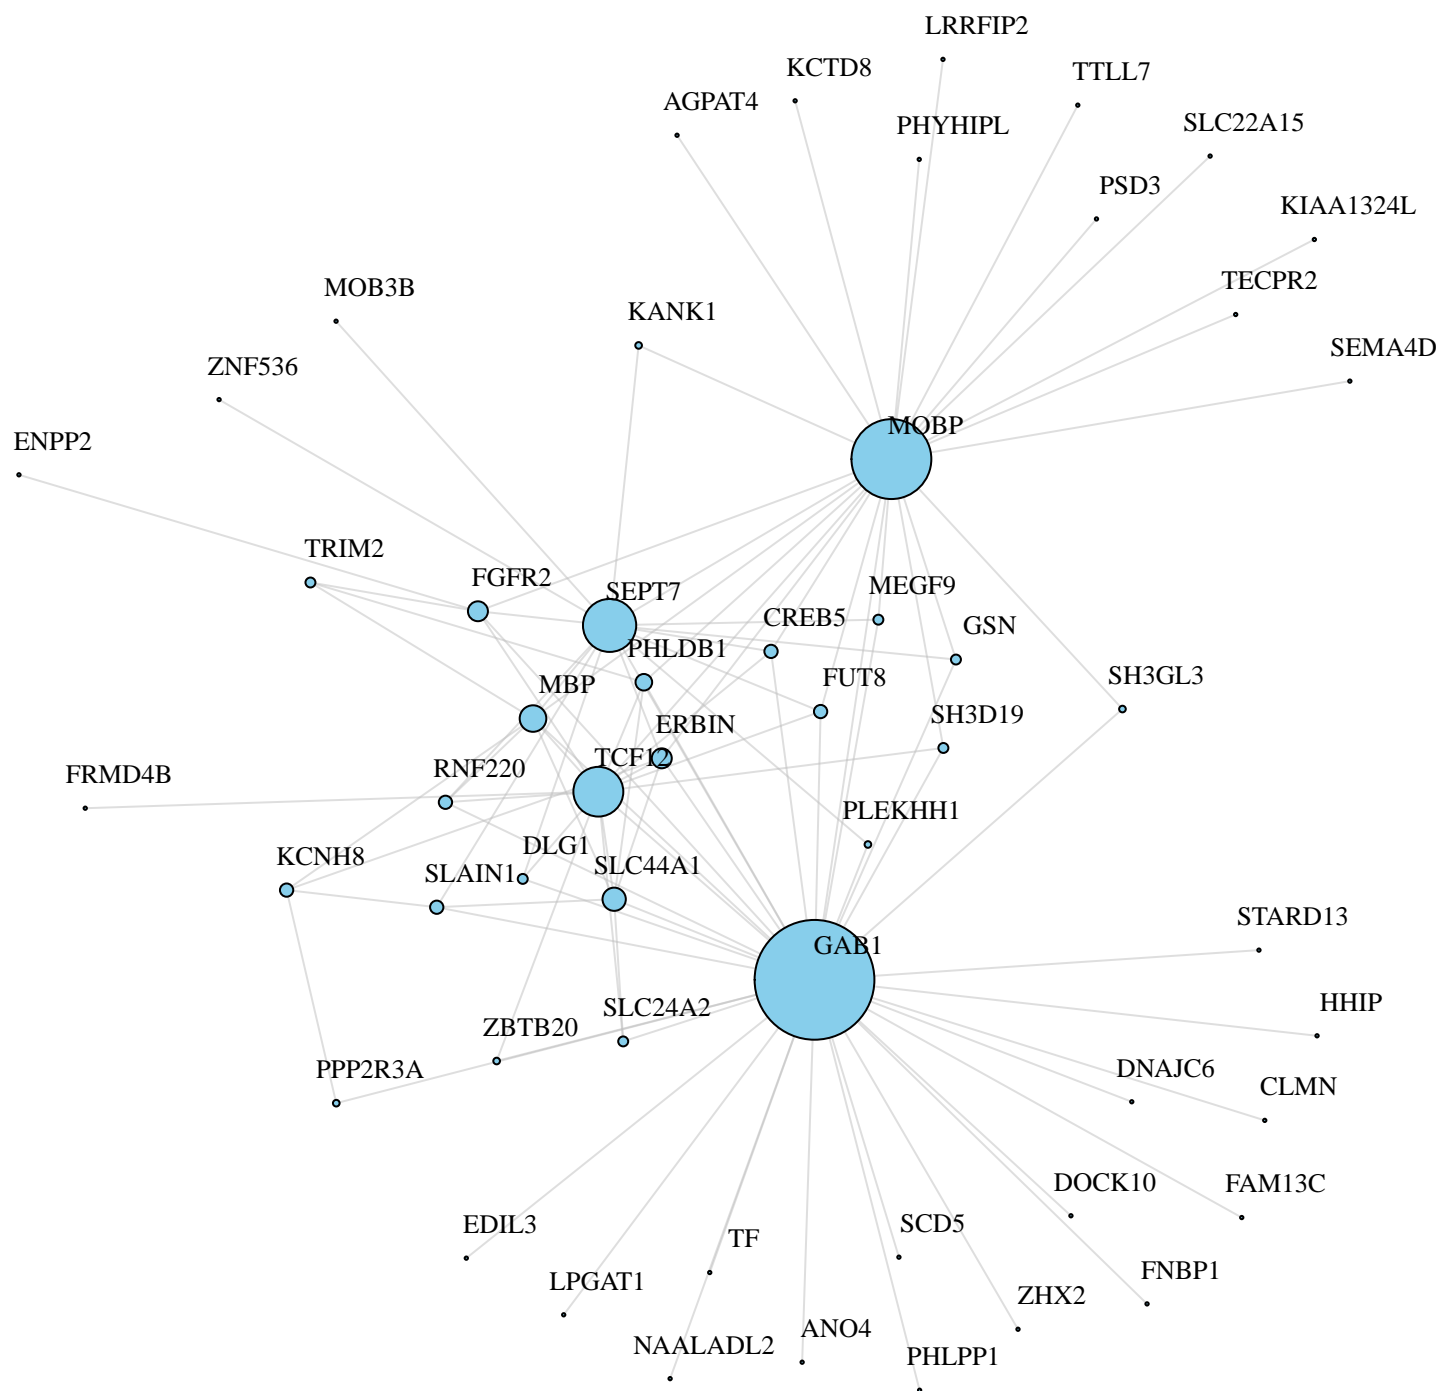 LRRFIP2
KCTD8
TTLL7
AGPAT4
PHYHIPL
SLC22A15
PSD3
KIAA1324L
TECPR2
MOB3B
KANK1
SEMA4D
ZNF536
MOBP
ENPP2
TRIM2
FGFR2
SEPT7
MEGF9
CREB5
GSN
PHLDB1
MBP
FUT8
SH3GL3
ERBIN
SH3D19
TCF12
FRMD4B
RNF220
PLEKHH1
DLG1
KCNH8
SLAIN1
SLC44A1
STARD13
GAB1
HHIP
SLC24A2
ZBTB20
PPP2R3A
DNAJC6
CLMN
DOCK10
FAM13C
EDIL3
SCD5
TF
LPGAT1
FNBP1
ZHX2
ANO4
NAALADL2
PHLPP1